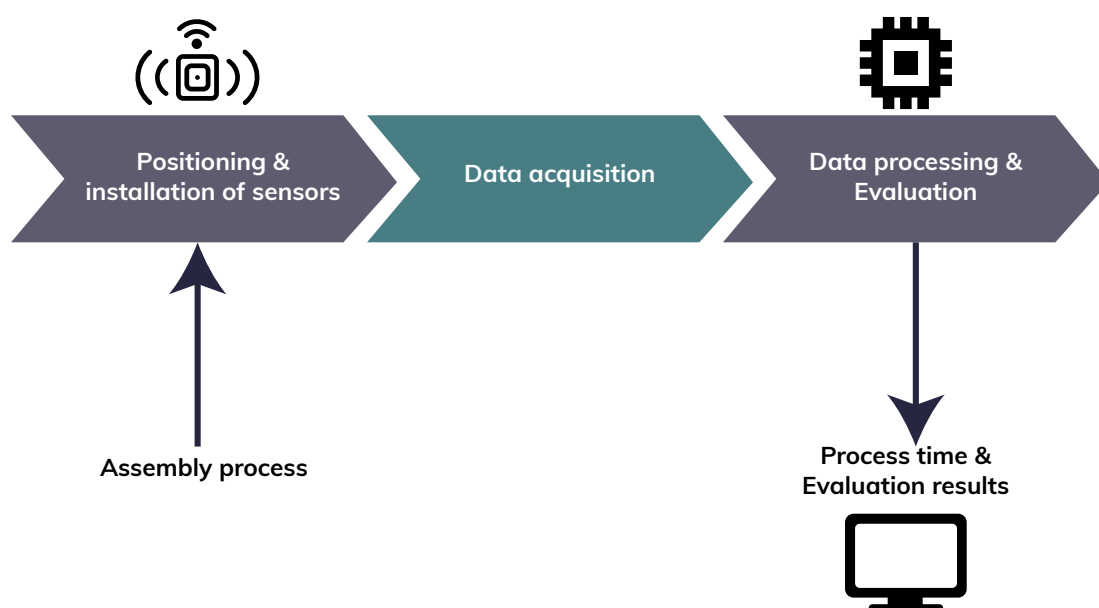 Positioning &
installation of sensors
Data acquisition
Data processing &
Evaluation
Assembly process
Process time &
Evaluation results